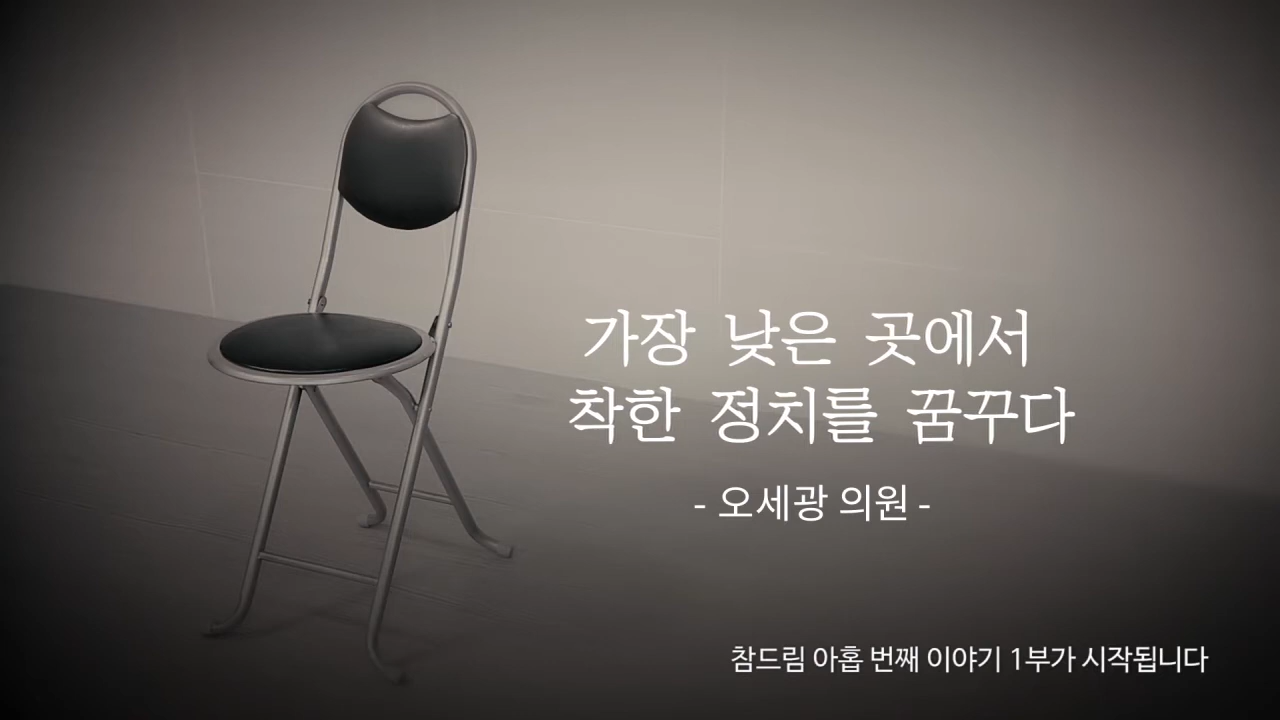 가장 낮은 곳에서
착한 정치를 꿈꾸다
- 오세광 의원 -
참드림 아홉 번째 이야기 1부가 시작됩니다